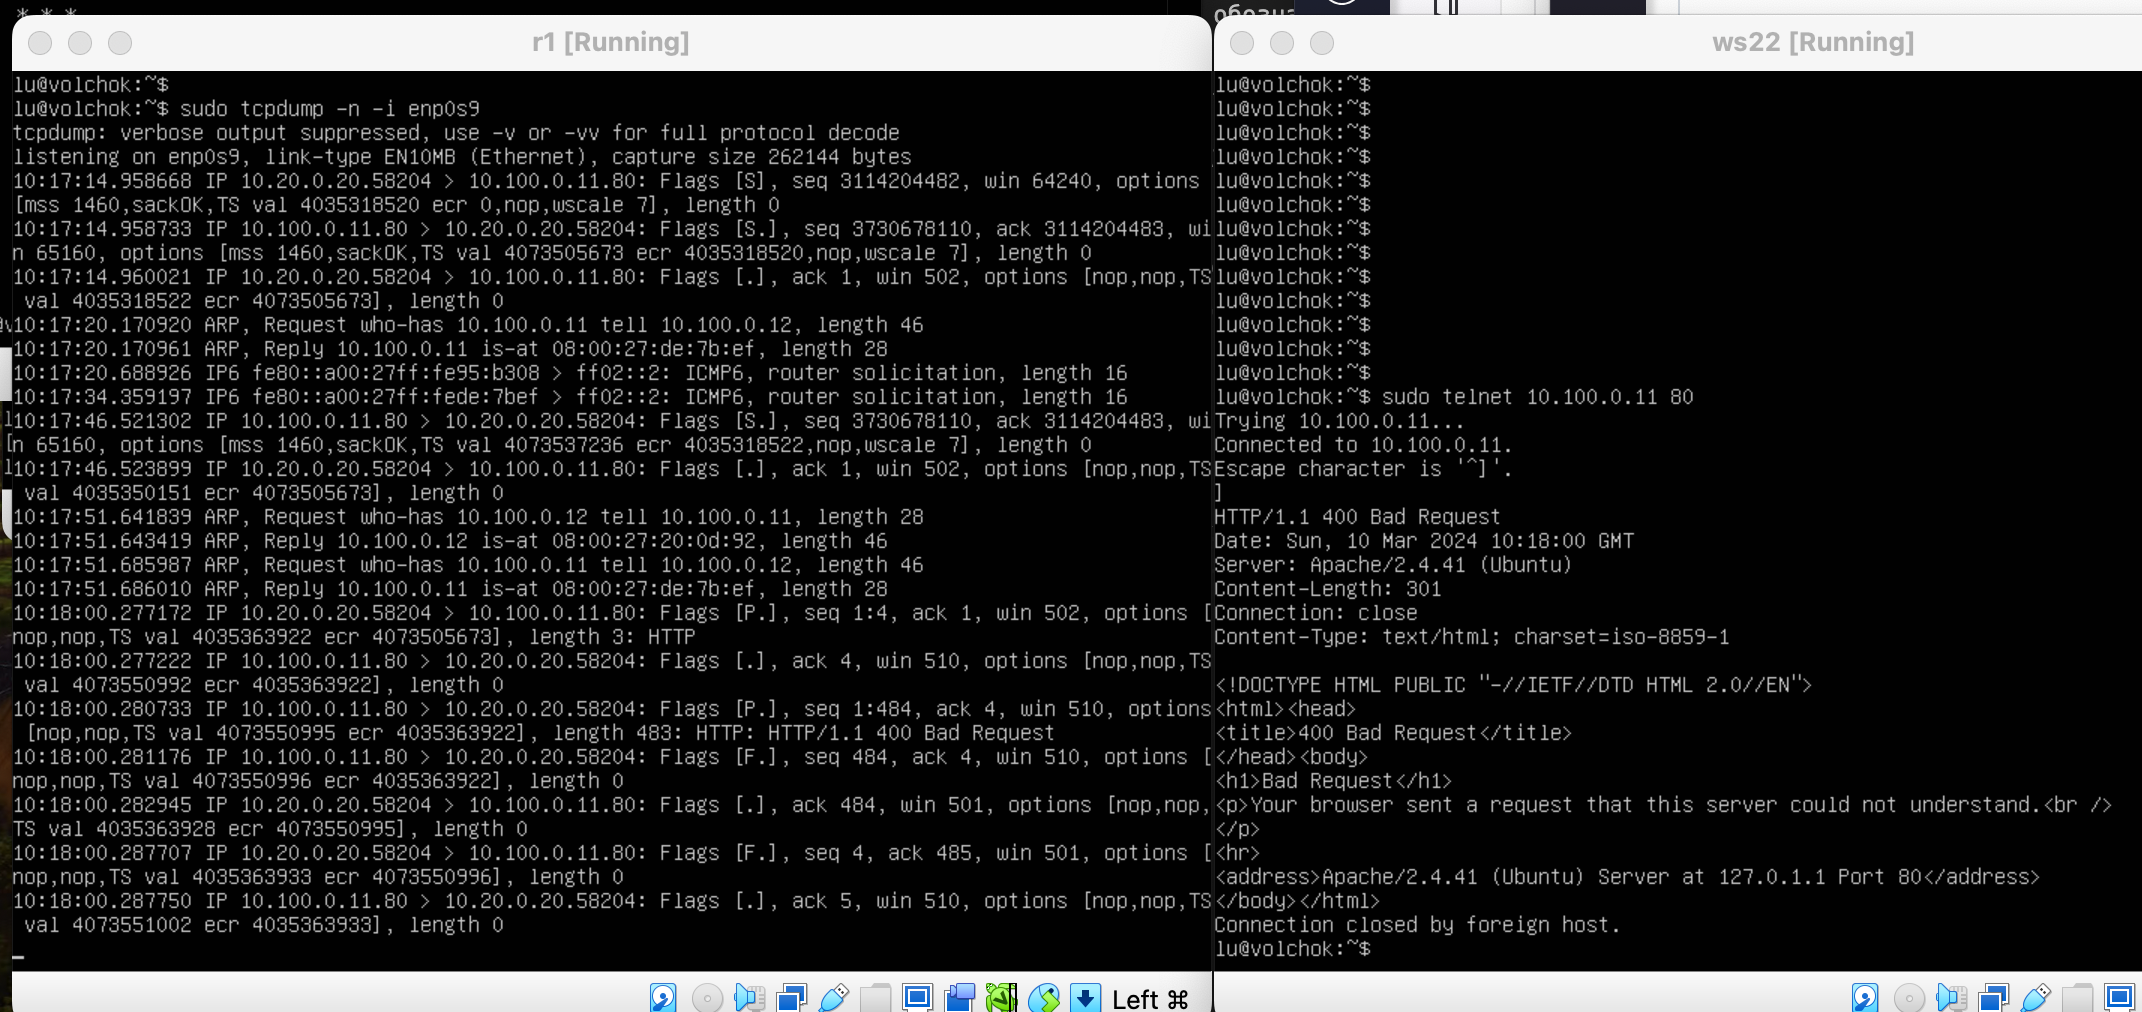 * * *
r1 [Running]
lu@volchok:~$
lu@volchok:~$ sudo tcpdump -n -i enp0s9
tcpdump: verbose output suppressed, use -v or -vv for full protocol decode
listening on enp0s9, link-type EN10MB (Ethernet), capture size 262144 bytes
10:17:14.958668 IP 10.20.0.20.58204 > 10.100.0.11.80: Flags [S], seq 3114204482, win 64240, options
[mss 1460,sackOK,TS val 4035318520 ecr 0,nop,wscale 7], length 0
10:17:14.958733 IP 10.100.0.11.80 > 10.20.0.20.58204: Flags [S.], seq 3730678110, ack 3114204483, wi
n 65160, options [mss 1460,sackOK,TS val 4073505673 ecr 4035318520,nop,wscale 7], length 0
10:17:14.960021 IP 10.20.0.20.58204 > 10.100.0.11.80: Flags [.], ack 1, win 502, options [nop,nop,TS
val 4035318522 ecr 4073505673], length 0
10:17:20.170920 ARP, Request who-has 10.100.0.11 tell 10.100.0.12, length 46
10:17:20.170961 ARP, Reply 10.100.0.11 is-at 08:00:27:de:7b:ef, length 28
10:17:20.688926 IP6 fe80::a00:27ff:fe95:b308 > ff02::2: ICMP6, router solicitation, length 16
10:17:34.359197 IP6 fe80::a00:27ff:fede:7bef > ff02::2: ICMP6, router solicitation, length 16
10:17:46.521302 IP 10.100.0.11.80 > 10.20.0.20.58204: Flags [S.], seq 3730678110, ack 3114204483, wi
n 65160, options [mss 1460,sackOK,TS val 4073537236 ecr 4035318522,nop,wscale 7], length 0
10:17:46.523899 IP 10.20.0.20.58204 > 10.100.0.11.80: Flags [.], ack 1, win 502, options [nop,nop,TS
val 4035350151 ecr 4073505673], length 0
10:17:51.641839 ARP, Request who-has 10.100.0.12 tell 10.100.0.11, length 28
10:17:51.643419 ARP, Reply 10.100.0.12 is-at 08:00:27:20:0d:92, length 46
10:17:51.685987 ARP, Request who-has 10.100.0.11 tell 10.100.0.12, length 46
10:17:51.686010 ARP, Reply 10.100.0.11 is-at 08:00:27:de:7b:ef, length 28
10:18:00.277172 IP 10.20.0.20.58204 > 10.100.0.11.80: Flags [P.], seq 1:4, ack 1, win 502, options [
nop,nop,TS val 4035363922 ecr 4073505673], length 3: HTTP
10:18:00.277222 IP 10.100.0.11.80 > 10.20.0.20.58204: Flags [.], ack 4, win 510, options [nop,nop,TS
val 4073550992 ecr 4035363922], length 0
10:18:00.280733 IP 10.100.0.11.80 > 10.20.0.20.58204: Flags [P.], seq 1:484, ack 4, win 510, options
[nop,nop,TS val 4073550995 ecr 4035363922], length 483: HTTP: HTTP/1.1 400 Bad Request
10:18:00.281176 IP 10.100.0.11.80 > 10.20.0.20.58204: Flags [F.], seq 484, ack 4, win 510, options [
nop,nop,TS val 4073550996 ecr 4035363922], length 0
10:18:00.282945 IP 10.20.0.20.58204 > 10.100.0.11.80: Flags [.], ack 484, win 501, options [nop,nop,
TS val 4035363928 ecr 4073550995], length 0
10:18:00.287707 IP 10.20.0.20.58204 > 10.100.0.11.80: Flags [F.], seq 4, ack 485, win 501, options [
nop,nop,TS val 4035363933 ecr 4073550996], length 0
10:18:00.287750 IP 10.100.0.11.80 > 10.20.0.20.58204: Flags [.], ack 5, win 510, options [nop,nop,TS
val 4073551002 ecr 4035363933], length 0
Left ⌘
ws22 [Running]
lu@volchok:~$
lu@volchok:~$
lu@volchok:~$
lu@volchok:~$
lu@volchok:~$
lu@volchok:~$
lu@volchok:~$
lu@volchok:~$
lu@volchok:~$
lu@volchok:~$
lu@volchok:~$
lu@volchok:~$
lu@volchok:~$
lu@volchok:~$ sudo telnet 10.100.0.11 80
Trying 10.100.0.11...
Connected to 10.100.0.11.
Escape character is '^]'.
]
HTTP/1.1 400 Bad Request
Date: Sun, 10 Mar 2024 10:18:00 GMT
Server: Apache/2.4.41 (Ubuntu)
Content-Length: 301
Connection: close
Content-Type: text/html; charset=iso-8859-1
<!DOCTYPE HTML PUBLIC "-//IETF//DTD HTML 2.0//EN">
<html><head>
<title>400 Bad Request</title>
</head><body>
<h1>Bad Request</h1>
<p>Your browser sent a request that this server could not understand.<br />
</p>
<hr>
<address>Apache/2.4.41 (Ubuntu) Server at 127.0.1.1 Port 80</address>
</body></html>
Connection closed by foreign host.
lu@volchok:~$